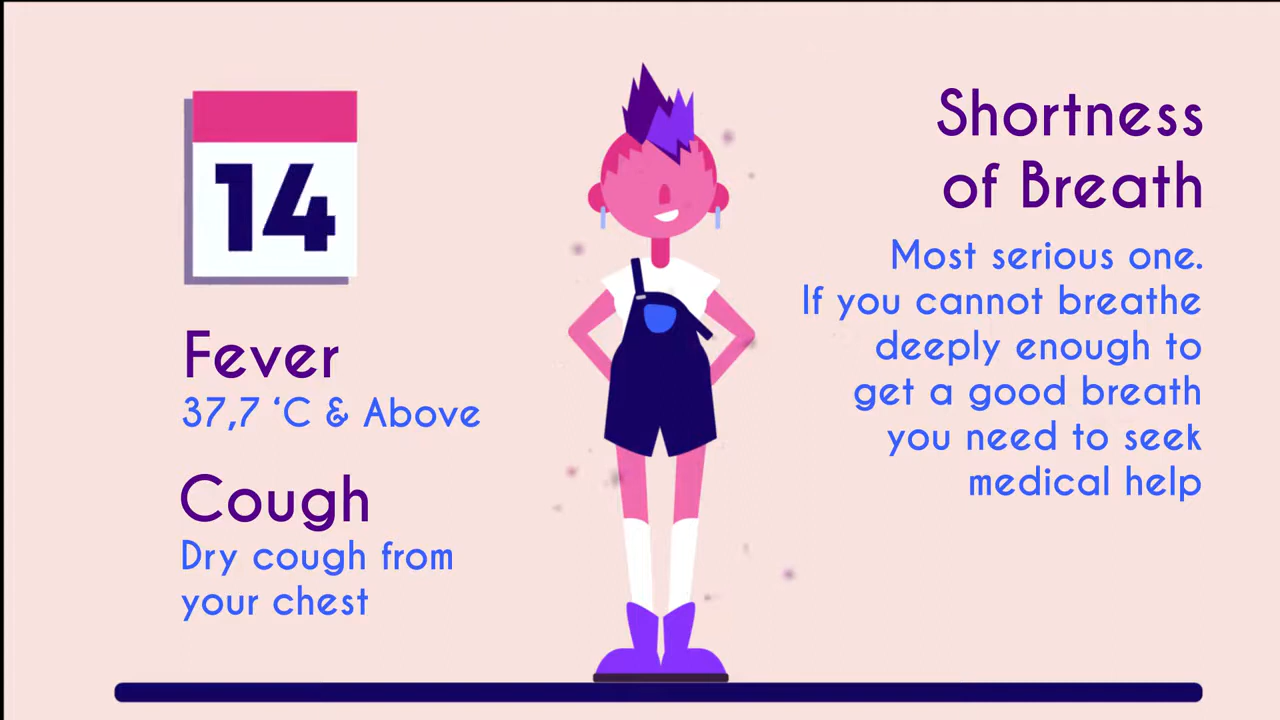 14
Fever
37,7 ‘C & Above
Cough
Dry cough from
your chest
Shortness
of Breath
Most serious one.
If you cannot breathe
deeply enough to
get a good breath
you need to seek
medical help